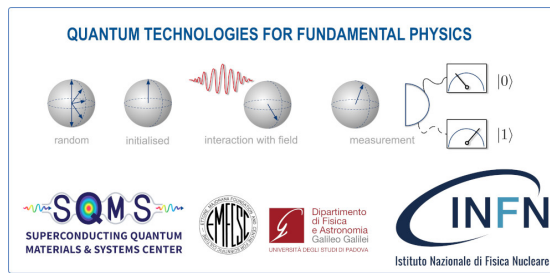 QUANTUM TECHNOLOGIES FOR FUNDAMENTAL PHYSICS
random
initialised
interaction with field
measurement
|0⟩
|1⟩
SQMS
SUPERCONDUCTING QUANTUM
MATERIALS & SYSTEMS CENTER
EMFCSC
Dipartimento
di Fisica
e Astronomia
Galileo Galilei
UNIVERSITÀ DEGLI STUDI DI PADOVA
INFN
Istituto Nazionale di Fisica Nucleare